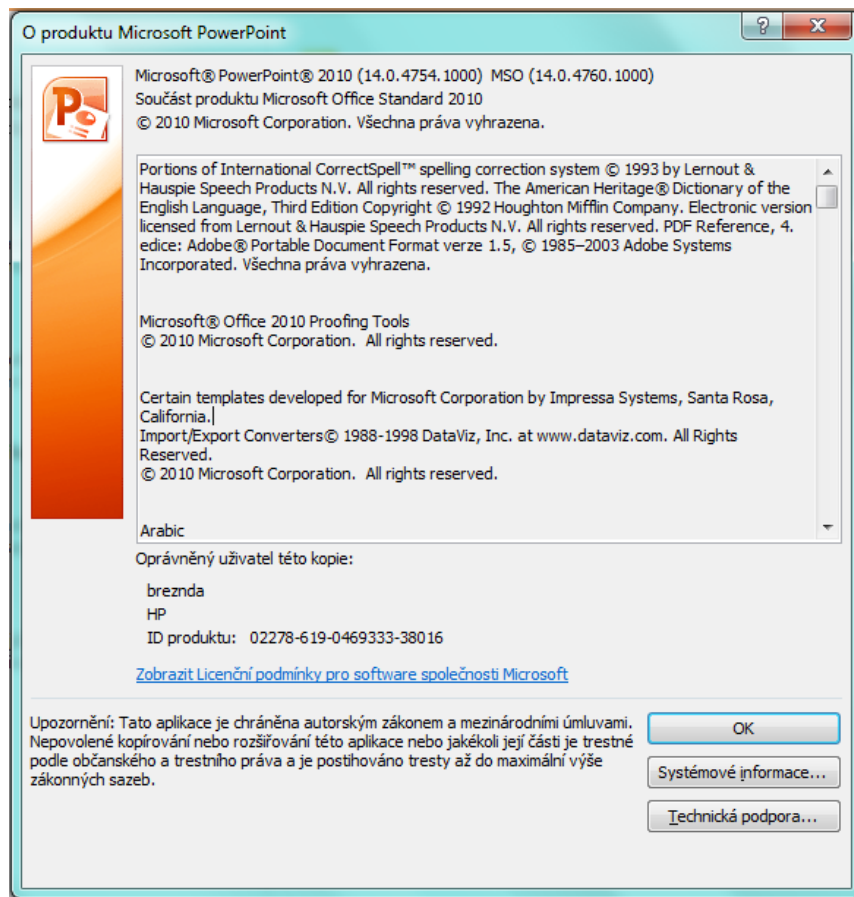 O produktu Microsoft PowerPoint
Microsoft® PowerPoint® 2010 (14.0.4754.1000) MSO (14.0.4760.1000)
Součást produktu Microsoft Office Standard 2010
© 2010 Microsoft Corporation. Všechna práva vyhrazena.
Portions of International CorrectSpell™ spelling correction system © 1993 by Lernout &
Hauspie Speech Products N.V. All rights reserved. The American Heritage® Dictionary of the
English Language, Third Edition Copyright © 1992 Houghton Mifflin Company. Electronic version
licensed from Lernout & Hauspie Speech Products N.V. All rights reserved. PDF Reference, 4.
edice: Adobe® Portable Document Format verze 1.5, © 1985–2003 Adobe Systems
Incorporated. Všechna práva vyhrazena.
Microsoft® Office 2010 Proofing Tools
© 2010 Microsoft Corporation. All rights reserved.
Certain templates developed for Microsoft Corporation by Impressa Systems, Santa Rosa,
California.
Import/Export Converters© 1988-1998 DataViz, Inc. at www.dataviz.com. All Rights
Reserved.
© 2010 Microsoft Corporation. All rights reserved.
Arabic
Oprávněný uživatel této kopie:
breznda
HP
ID produktu: 02278-619-0469333-38016
Zobrazit Licenční podmínky pro software společnosti Microsoft
Upozornění: Tato aplikace je chráněna autorským zákonem a mezinárodními úmluvami.
Nepovolené kopírování nebo rozšiřování této aplikace nebo jakékoli její části je trestné
podle občanského a trestního práva a je postihováno tresty až do maximální výše
zákonných sazeb.
OK
Systémové informace...
Technická podpora...